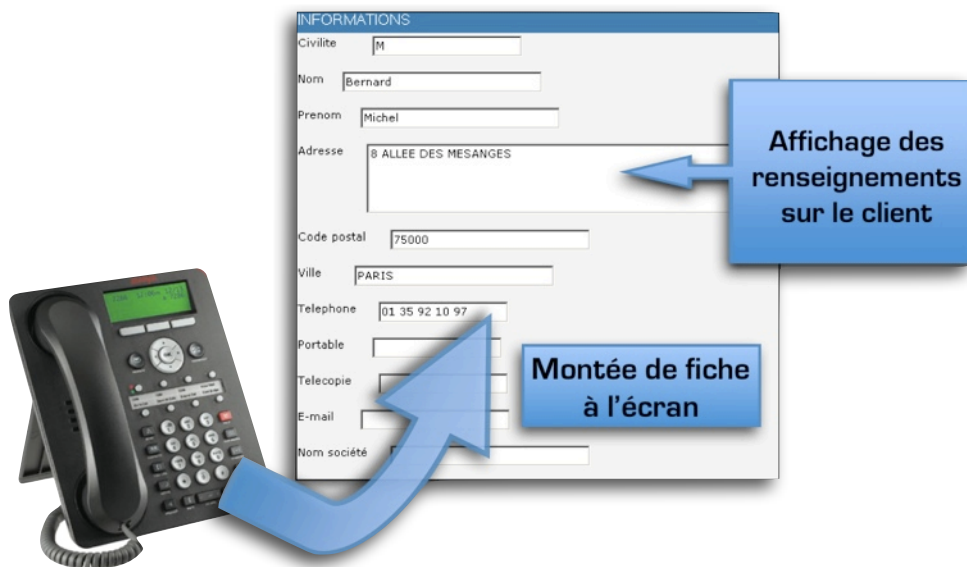 INFORMATIONS
Civilite M
Nom Bernard
Prenom Michel
Adresse 8 ALLEE DES MESANGES
Code postal 75000
Ville PARIS
Telephone 01 35 92 10 97
Portable
Telecopie
E-mail
Nom société
Affichage des
renseignements
sur le client
Montée de fiche
à l'écran